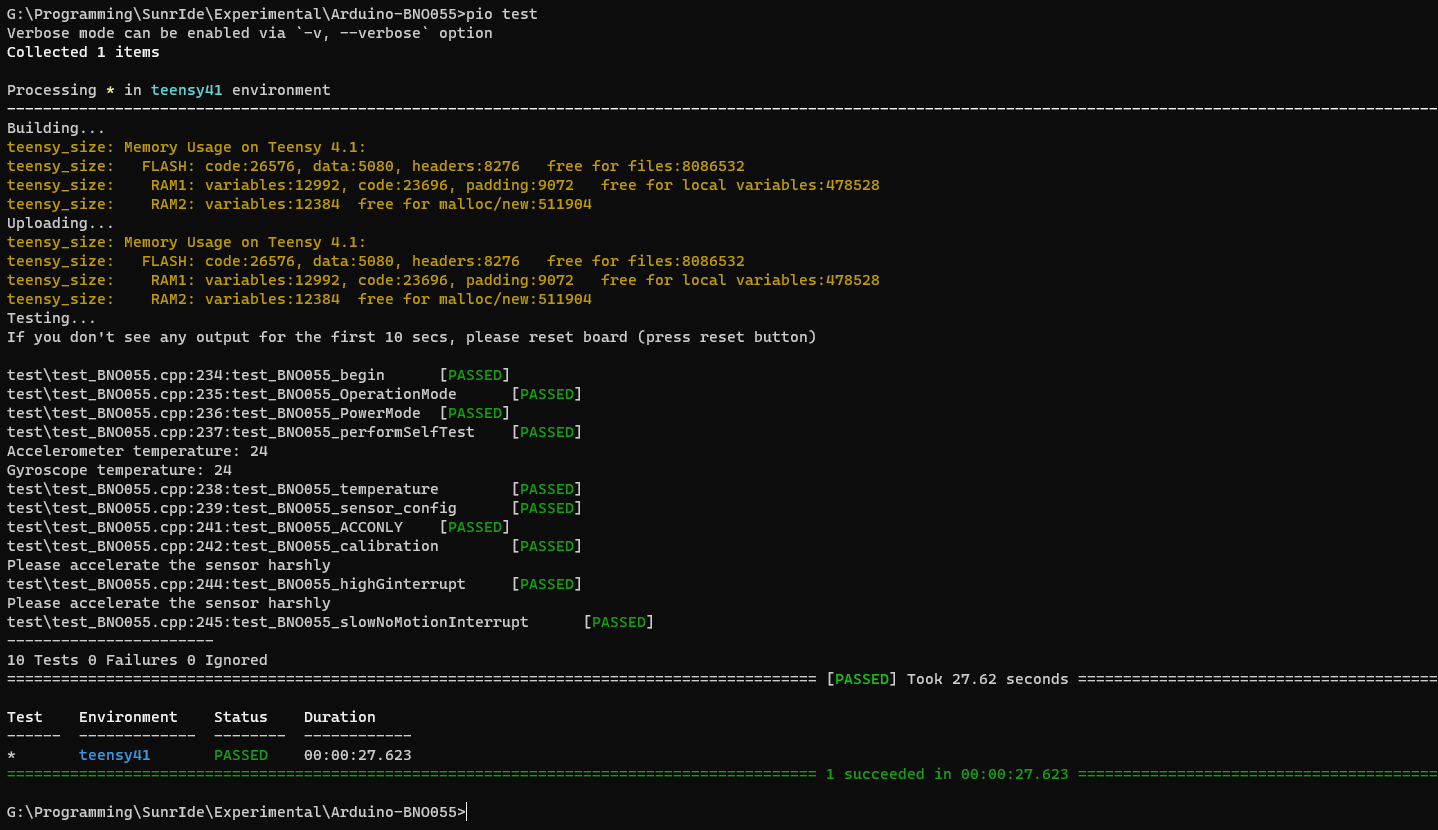 G:\Programming\SunrIde\Experimental\Arduino-BNO055>pio test
Verbose mode can be enabled via `-v, --verbose` option
Collected 1 items
Processing * in teensy41 environment
--------------------------------------------------------------------------------------------------------------------------------------------------------------
Building...
teensy_size: Memory Usage on Teensy 4.1:
teensy_size:   FLASH: code:26576, data:5080, headers:8276   free for files:8086532
teensy_size:    RAM1: variables:12992, code:23696, padding:9072   free for local variables:478528
teensy_size:    RAM2: variables:12384  free for malloc/new:511904
Uploading...
teensy_size: Memory Usage on Teensy 4.1:
teensy_size:   FLASH: code:26576, data:5080, headers:8276   free for files:8086532
teensy_size:    RAM1: variables:12992, code:23696, padding:9072   free for local variables:478528
teensy_size:    RAM2: variables:12384  free for malloc/new:511904
Testing...
If you don't see any output for the first 10 secs, please reset board (press reset button)
test\test_BNO055.cpp:234:test_BNO055_begin      [PASSED]
test\test_BNO055.cpp:235:test_BNO055_OperationMode      [PASSED]
test\test_BNO055.cpp:236:test_BNO055_PowerMode  [PASSED]
test\test_BNO055.cpp:237:test_BNO055_performSelfTest    [PASSED]
Accelerometer temperature: 24
Gyroscope temperature: 24
test\test_BNO055.cpp:238:test_BNO055_temperature        [PASSED]
test\test_BNO055.cpp:239:test_BNO055_sensor_config      [PASSED]
test\test_BNO055.cpp:241:test_BNO055_ACCONLY    [PASSED]
test\test_BNO055.cpp:242:test_BNO055_calibration        [PASSED]
Please accelerate the sensor harshly
test\test_BNO055.cpp:244:test_BNO055_highGinterrupt     [PASSED]
Please accelerate the sensor harshly
test\test_BNO055.cpp:245:test_BNO055_slowNoMotionInterrupt      [PASSED]
-----------------------
10 Tests 0 Failures 0 Ignored
========================================================================================== [PASSED] Took 27.62 seconds ========================================
Test    Environment    Status    Duration
------  -------------  --------  ------------
*       teensy41       PASSED    00:00:27.623
========================================================================================== 1 succeeded in 00:00:27.623 ========================================
G:\Programming\SunrIde\Experimental\Arduino-BNO055>